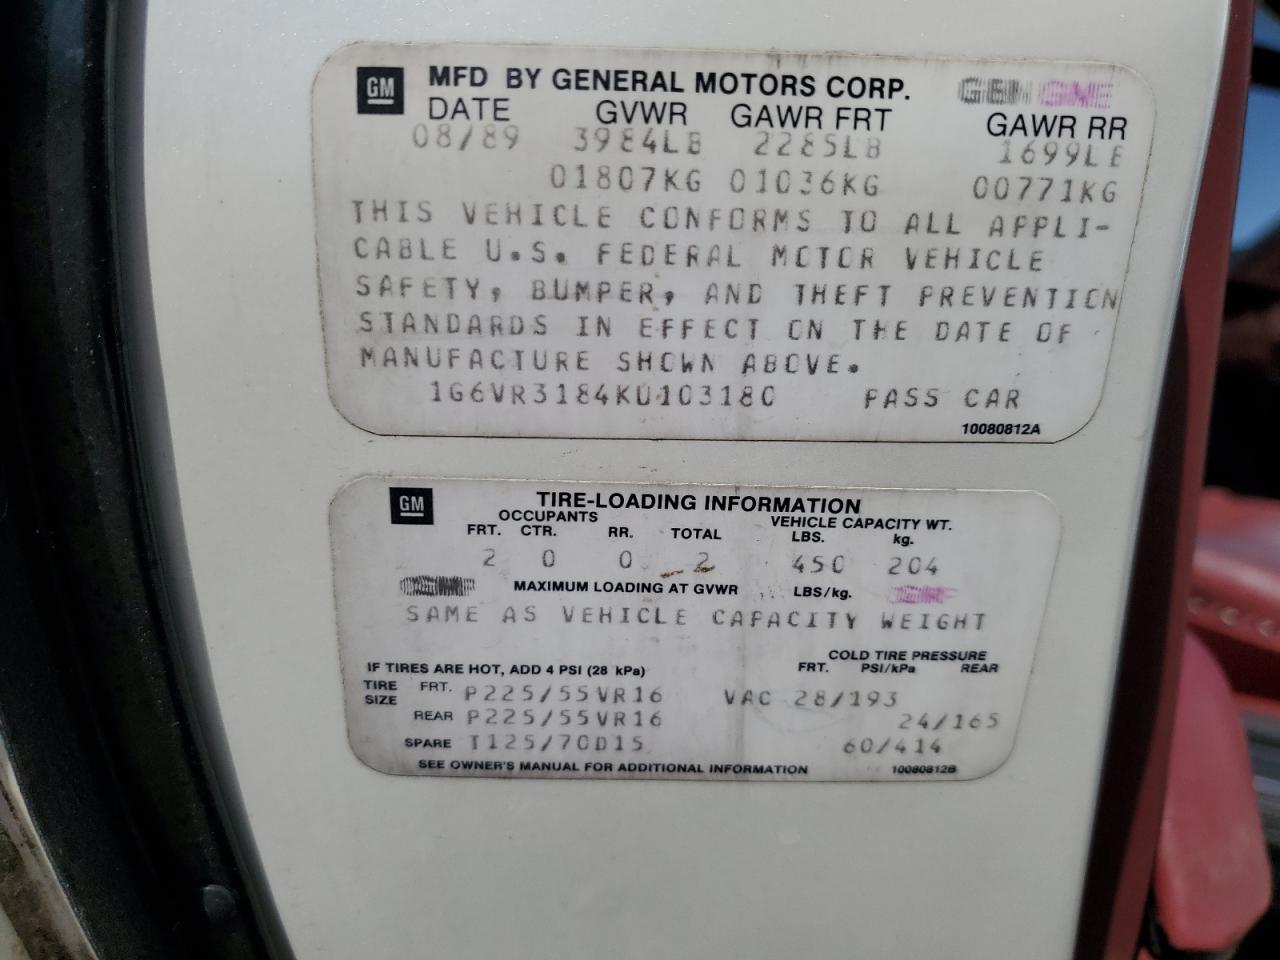 GM MFD BY GENERAL MOTORS CORP.
DATE GVWR GAWR FRT GAWR RR
08/89 3984LB 2285LB 1699LB
01807KG 01036KG 00771KG
THIS VEHICLE CONFORMS TO ALL APPLI-
CABLE U.S. FEDERAL MOTOR VEHICLE
SAFETY, BUMPER, AND THEFT PREVENTION
STANDARDS IN EFFECT ON THE DATE OF
MANUFACTURE SHOWN ABOVE.
1G6VR3184KU103180 PASS CAR
10080812A
GM TIRE-LOADING INFORMATION
OCCUPANTS VEHICLE CAPACITY WT.
FRT. CTR. RR. TOTAL LBS. kg.
2 0 0 2 450 204
MAXIMUM LOADING AT GVWR LBS/kg.
SAME AS VEHICLE CAPACITY WEIGHT
COLD TIRE PRESSURE
IF TIRES ARE HOT, ADD 4 PSI (28 kPa) FRT. PSI/kPa REAR
TIRE SIZE FRT. P225/55VR16 VAC 28/193
REAR P225/55VR16 24/165
SPARE T125/70D15 60/414
SEE OWNER'S MANUAL FOR ADDITIONAL INFORMATION 10080812B